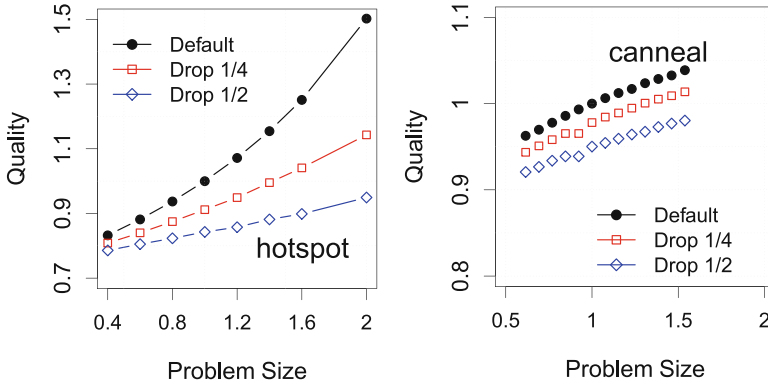 Quality
1.5
1.3
1.1
0.9
0.7
Default
Drop 1/4
Drop 1/2
hotspot
0.4 0.8 1.2 1.6 2
Problem Size
Quality
1.1
1
0.9
0.8
canneal
Default
Drop 1/4
Drop 1/2
0.5 1 1.5 2
Problem Size